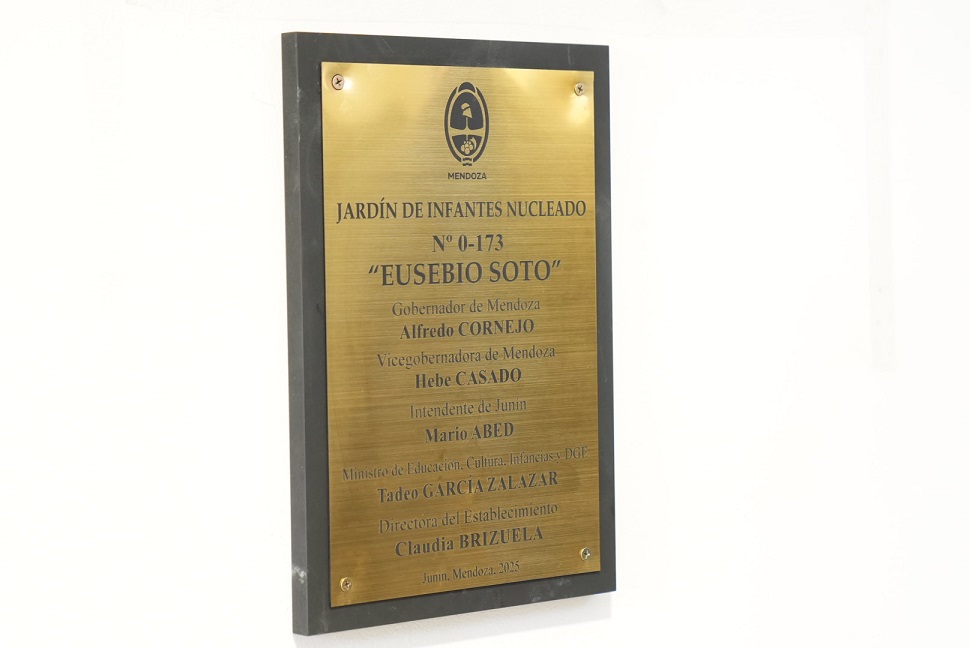 MENDOZA
JARDÍN DE INFANTES NUCLEADO
Nº 0-173
“EUSEBIO SOTO”
Gobernador de Mendoza
Alfredo CORNEJO
Vicegobernadora de Mendoza
Hebe CASADO
Intendente de Junín
Mario ABED
Ministro de Educación, Cultura, Infancias y DGE
Tadeo GARCÍA ZALAZAR
Directora del Establecimiento
Claudia BRIZUELA
Junín, Mendoza, 2025